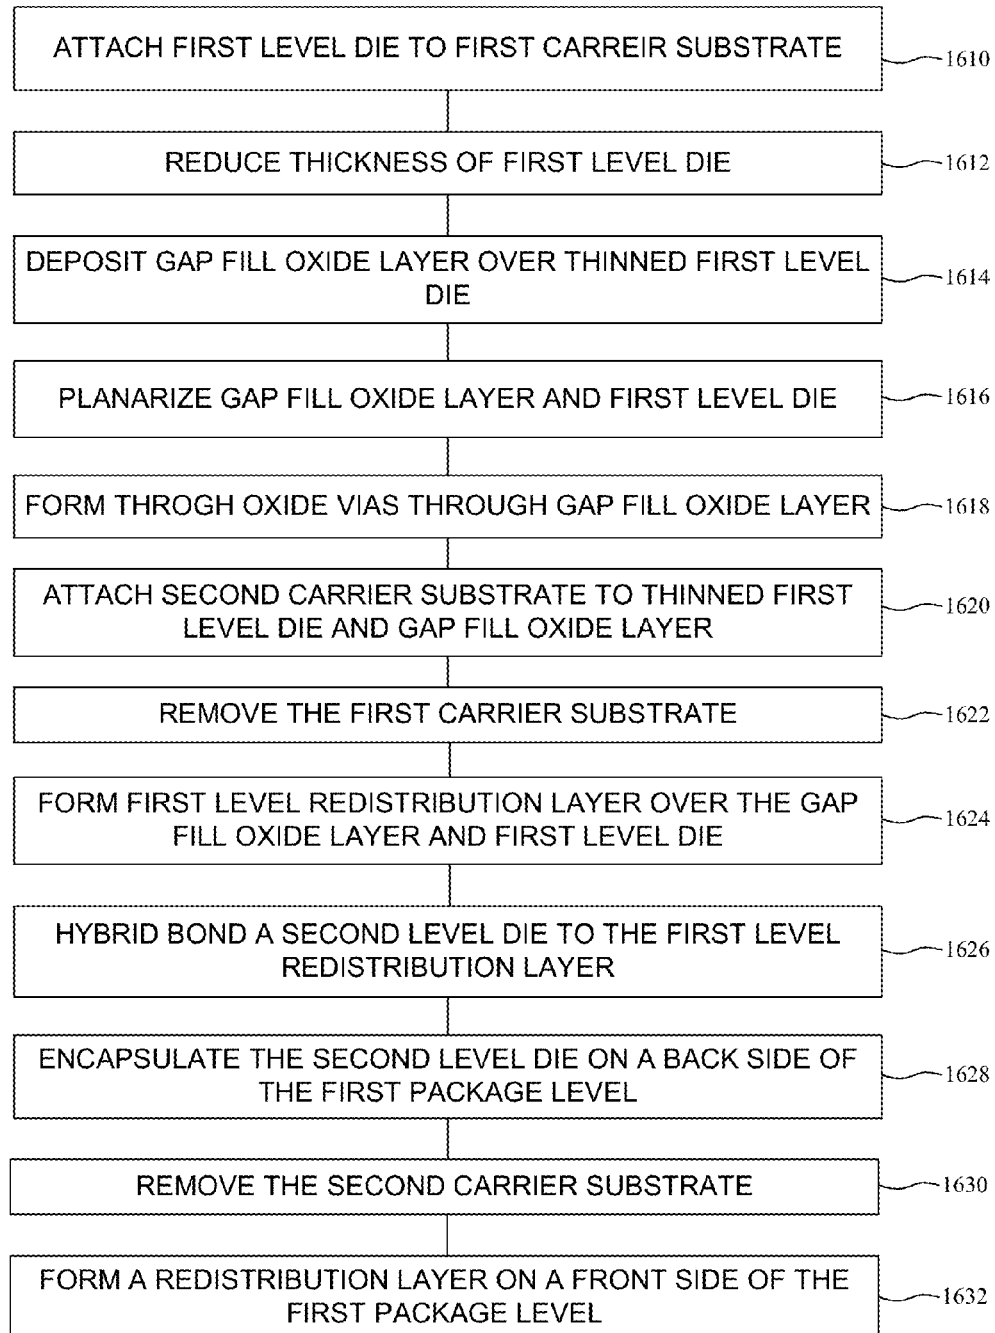 ATTACH FIRST LEVEL DIE TO FIRST CARREIR SUBSTRATE
1610
REDUCE THICKNESS OF FIRST LEVEL DIE
1612
DEPOSIT GAP FILL OXIDE LAYER OVER THINNED FIRST LEVEL
DIE
1614
PLANARIZE GAP FILL OXIDE LAYER AND FIRST LEVEL DIE
1616
FORM THROGH OXIDE VIAS THROUGH GAP FILL OXIDE LAYER
1618
ATTACH SECOND CARRIER SUBSTRATE TO THINNED FIRST
LEVEL DIE AND GAP FILL OXIDE LAYER
1620
REMOVE THE FIRST CARRIER SUBSTRATE
1622
FORM FIRST LEVEL REDISTRIBUTION LAYER OVER THE GAP
FILL OXIDE LAYER AND FIRST LEVEL DIE
1624
HYBRID BOND A SECOND LEVEL DIE TO THE FIRST LEVEL
REDISTRIBUTION LAYER
1626
ENCAPSULATE THE SECOND LEVEL DIE ON A BACK SIDE OF
THE FIRST PACKAGE LEVEL
1628
REMOVE THE SECOND CARRIER SUBSTRATE
1630
FORM A REDISTRIBUTION LAYER ON A FRONT SIDE OF THE
FIRST PACKAGE LEVEL
1632